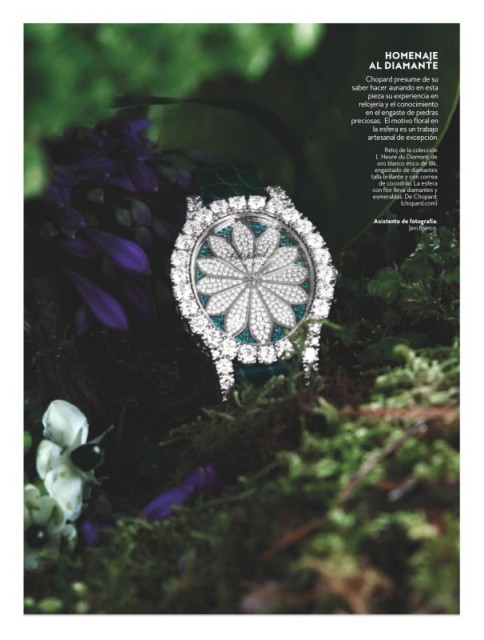 HOMENAJE
AL DIAMANTE
Chopard presume de su
saber hacer aunando en esta
pieza su experiencia en
relojería y el conocimiento
en el engaste de piedras
preciosas. El motivo floral en
la esfera es un trabajo
artesanal de excepción.
Reloj de la colección
L'Heure du Diamant, de
oro blanco ético de 18k,
engastado de diamantes
talla brillante y con correa
de cocodrilo. La esfera
con flor lleva diamantes y
esmeraldas. De Chopard.
(chopard.com)
Asistente de fotografía:
Javi Blanco.
Chopard